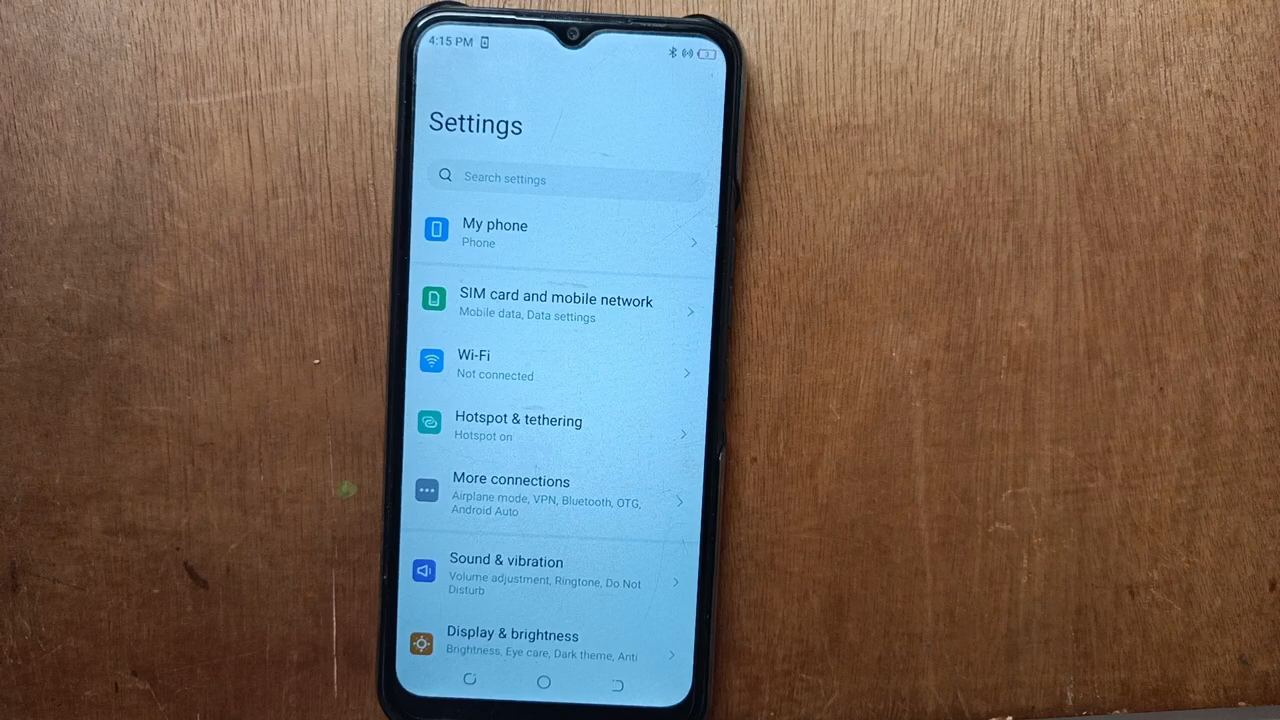 4:15 PM
Settings
Search settings
My phone
Phone
SIM card and mobile network
Mobile data, Data settings
Wi-Fi
Not connected
Hotspot & tethering
Hotspot on
More connections
Airplane mode, VPN, Bluetooth, OTG,
Android Auto
Sound & vibration
Volume adjustment, Ringtone, Do Not
Disturb
Display & brightness
Brightness, Eye care, Dark theme, Anti